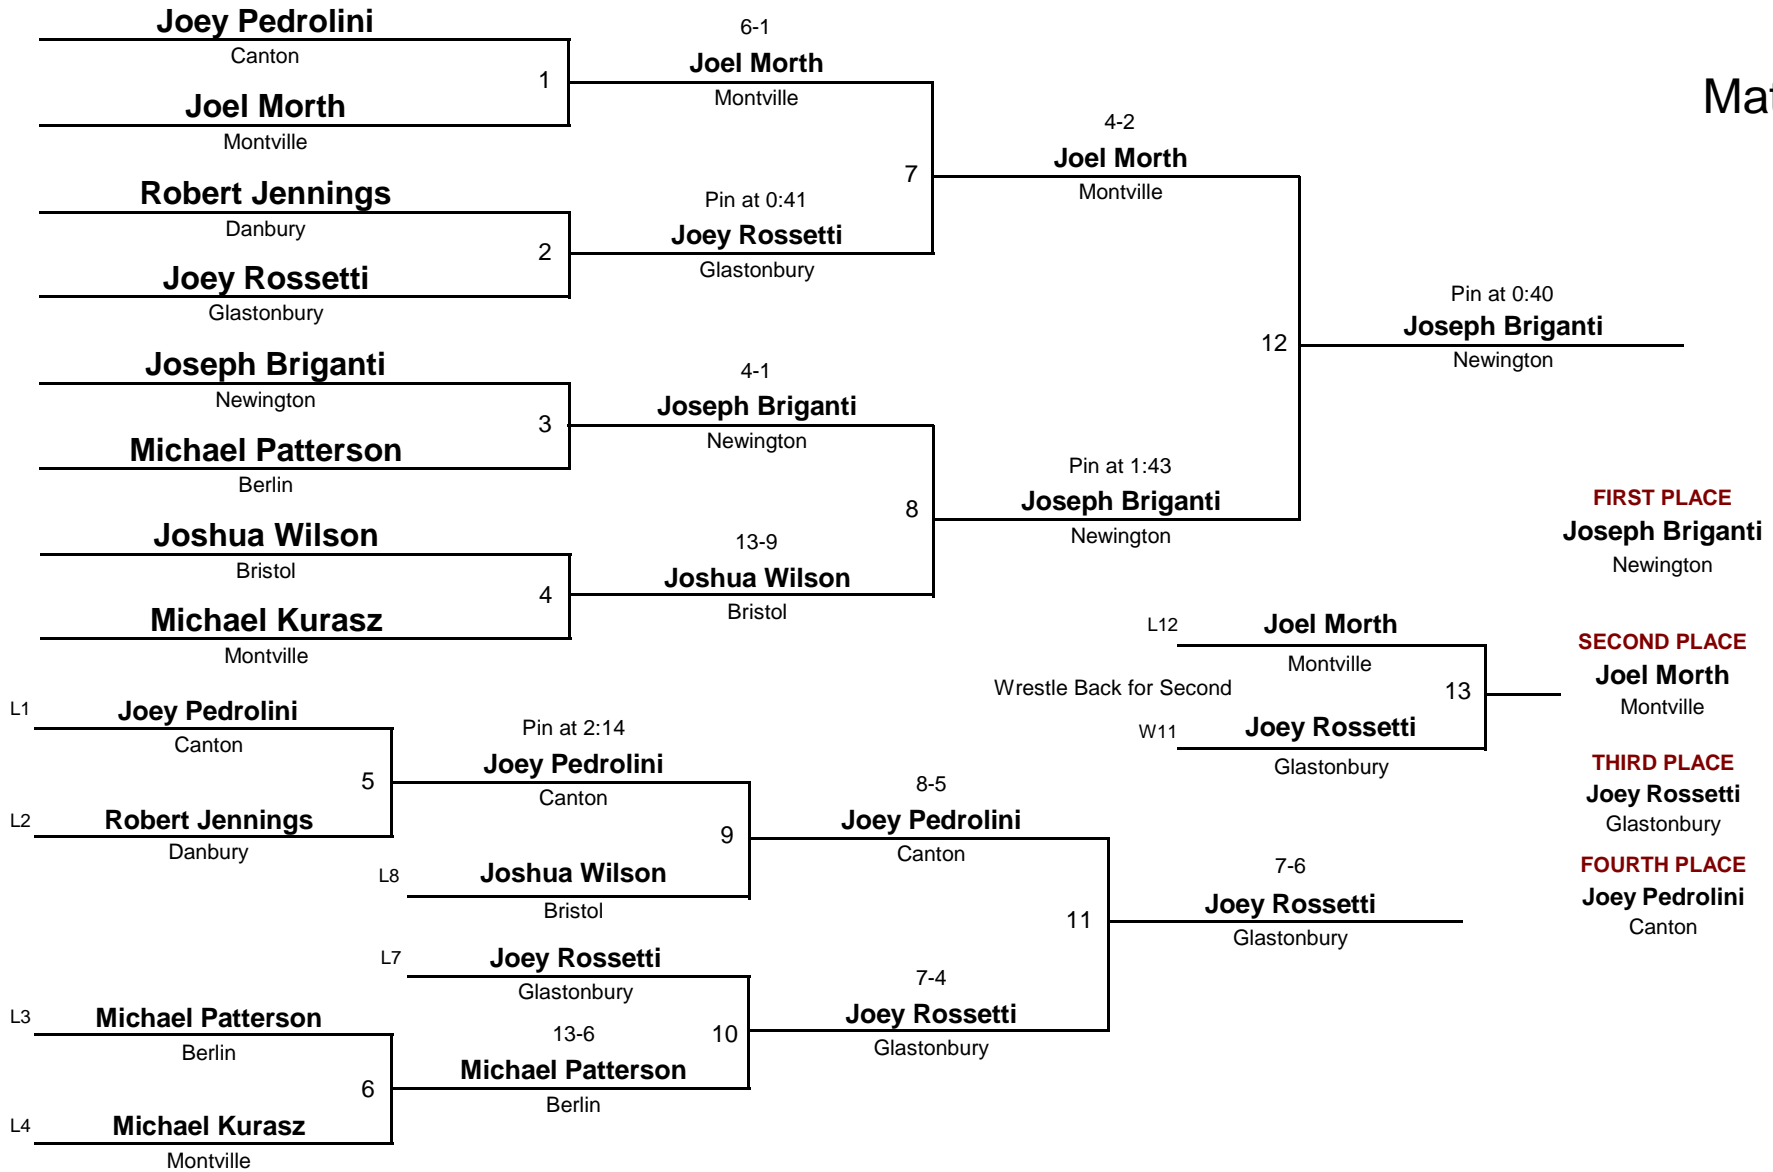 Joey Pedrolini
Canton
1
Joel Morth
Montville
6-1
Joel Morth
Montville
Robert Jennings
Danbury
2
Joey Rossetti
Glastonbury
Pin at 0:41
Joey Rossetti
Glastonbury
7
4-2
Joel Morth
Montville
Mat
Joseph Briganti
Newington
3
Michael Patterson
Berlin
4-1
Joseph Briganti
Newington
Joshua Wilson
Bristol
4
Michael Kurasz
Montville
13-9
Joshua Wilson
Bristol
8
Pin at 1:43
Joseph Briganti
Newington
12
Pin at 0:40
Joseph Briganti
Newington
FIRST PLACE
Joseph Briganti
Newington
L12
Joel Morth
Montville
Wrestle Back for Second
13
W11
Joey Rossetti
Glastonbury
SECOND PLACE
Joel Morth
Montville
THIRD PLACE
Joey Rossetti
Glastonbury
FOURTH PLACE
Joey Pedrolini
Canton
L1
Joey Pedrolini
Canton
5
L2
Robert Jennings
Danbury
Pin at 2:14
Joey Pedrolini
Canton
9
L8
Joshua Wilson
Bristol
8-5
Joey Pedrolini
Canton
L7
Joey Rossetti
Glastonbury
10
13-6
Michael Patterson
Berlin
L3
Michael Patterson
Berlin
6
L4
Michael Kurasz
Montville
7-4
Joey Rossetti
Glastonbury
11
7-6
Joey Rossetti
Glastonbury